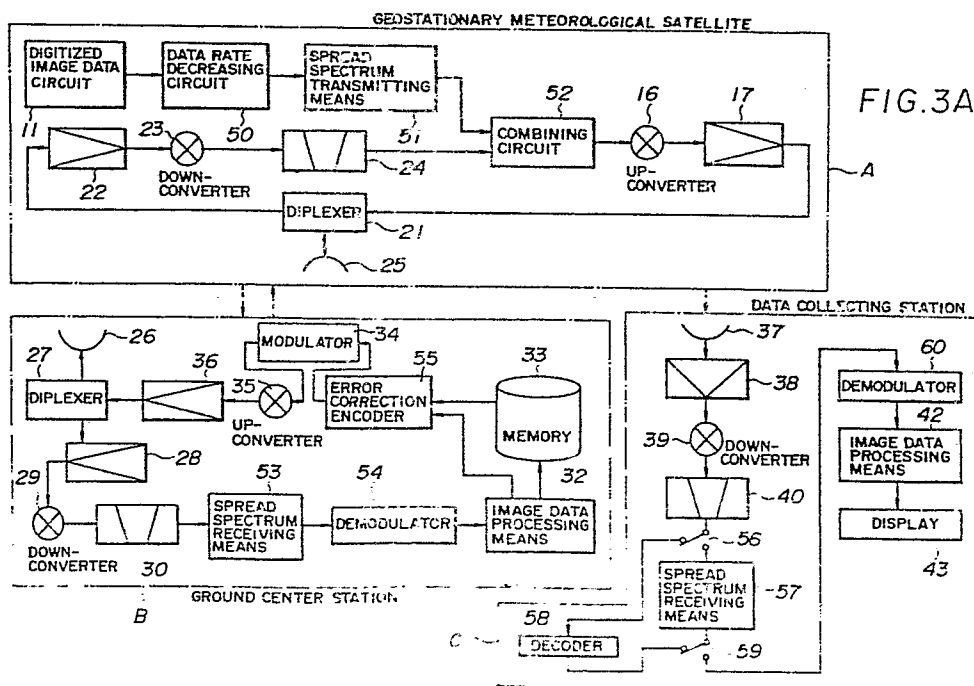 GEOSTATIONARY METEOROLOGICAL SATELLITE
DIGITIZED
IMAGE DATA
CIRCUIT
11
DATA RATE
DECREASING
CIRCUIT
50
SPREAD
SPECTRUM
TRANSMITTING
MEANS
51
52
COMBINING
CIRCUIT
16
UP-
CONVERTER
17
FIG.3A
22
23
DOWN-
CONVERTER
24
A
DIPLEXER
21
25
DATA COLLECTING STATION
26
27
DIPLEXER
36
35
UP-
CONVERTER
MODULATOR
34
ERROR
CORRECTION
ENCODER
55
33
MEMORY
28
29
DOWN-
CONVERTER
30
53
SPREAD
SPECTRUM
RECEIVING
MEANS
54
DEMODULATOR
32
IMAGE DATA
PROCESSING
MEANS
B
GROUND CENTER STATION
37
38
39
DOWN-
CONVERTER
40
56
SPREAD
SPECTRUM
RECEIVING
MEANS
57
C
58
DECODER
59
60
DEMODULATOR
42
IMAGE DATA
PROCESSING
MEANS
DISPLAY
43